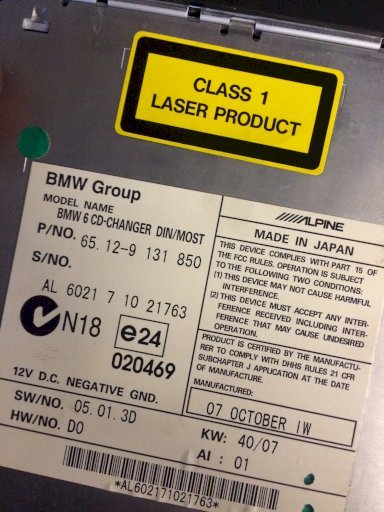 CLASS 1
LASER PRODUCT
BMW Group
MODEL NAME
BMW 6 CD-CHANGER DIN/MOST
P/NO. 65. 12-9 131 850
S/NO.
AL 6021 7 10 21763
N18
e24
020469
12V D.C. NEGATIVE GND.
SW/NO. 05.01.3D
HW/NO. D0
*AL602171021763*
ALPINE
MADE IN JAPAN
THIS DEVICE COMPLIES WITH PART 15 OF
THE FCC RULES. OPERATION IS SUBJECT
TO THE FOLLOWING TWO CONDITIONS:
(1) THIS DEVICE MAY NOT CAUSE HARMFUL
INTERFERENCE.
(2) THIS DEVICE MUST ACCEPT ANY INTER-
FERENCE RECEIVED INCLUDING INTER-
FERENCE THAT MAY CAUSE UNDESIRED
OPERATION.
PRODUCT IS CERTIFIED BY THE MANUFACTU-
RER TO COMPLY WITH DHHS RULES 21 CFR
SUBCHAPTER J APPLICATION AT THE DATE
OF MANUFACTURE.
MANUFACTURED:
07 OCTOBER IW
KW: 40/07
AI : 01